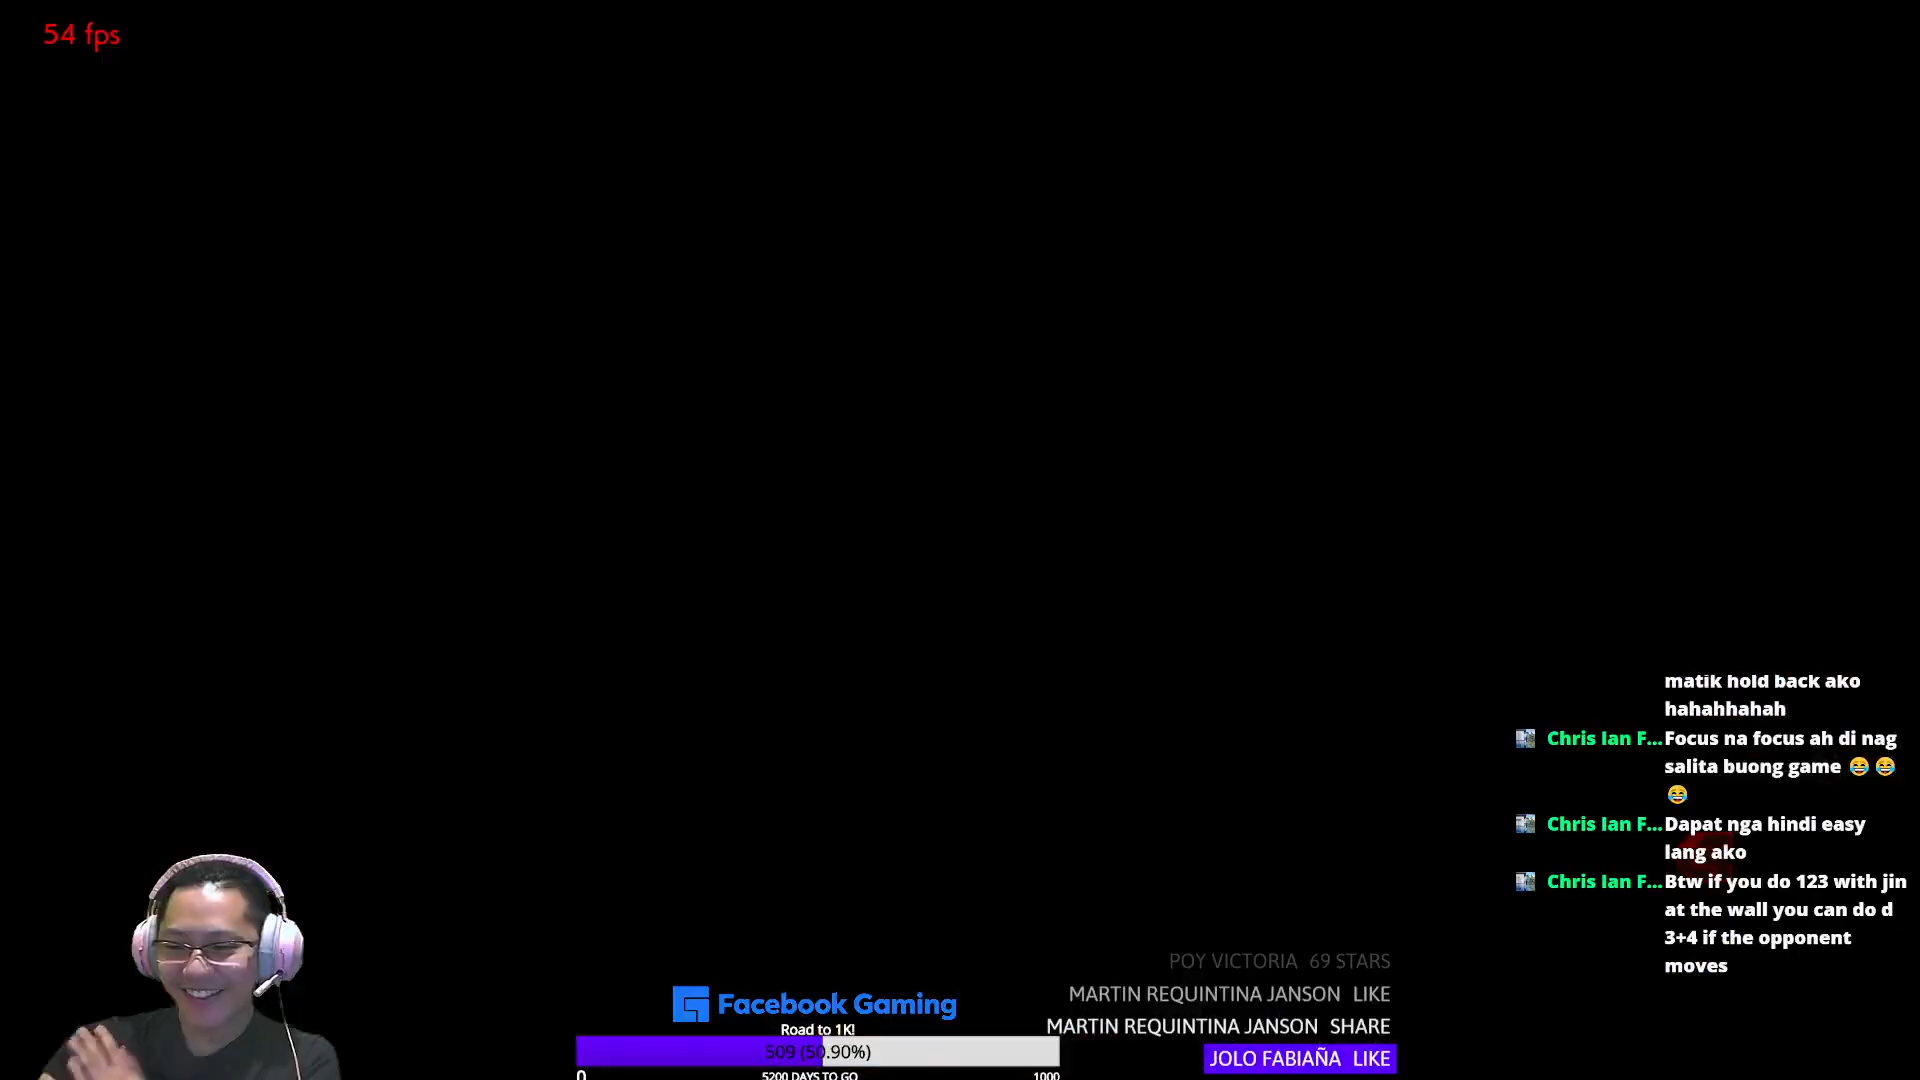 54 fps
matik hold back ako
hahahhahah
Chris Ian F... Focus na focus ah di nag
salita buong game 😂 😂
😂
Chris Ian F... Dapat nga hindi easy
lang ako
Chris Ian F... Btw if you do 123 with jin
at the wall you can do d
3+4 if the opponent
moves
POY VICTORIA 69 STARS
MARTIN REQUINTINA JANSON LIKE
MARTIN REQUINTINA JANSON SHARE
JOLO FABIAÑA LIKE
Facebook Gaming
Road to 1K!
509 (50.90%)
0 5200 DAYS TO GO 1000